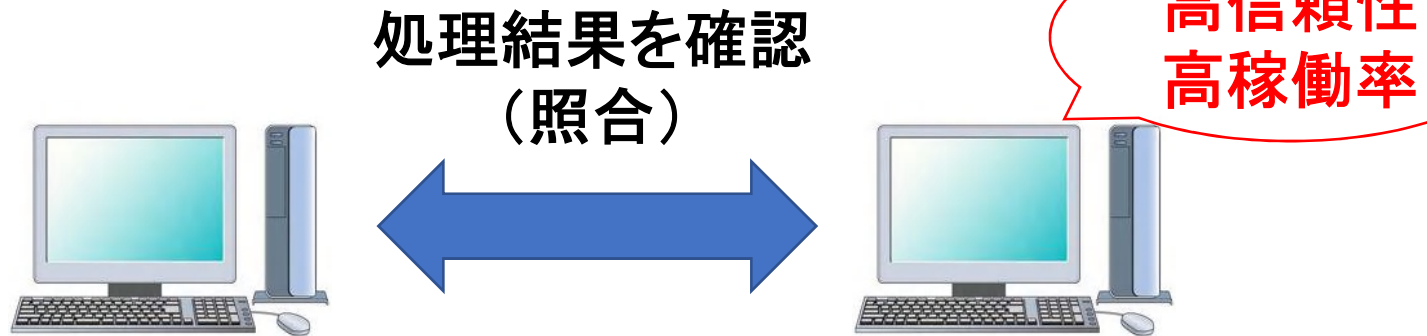 処理結果を確認
（照合）
高信頼性
高稼働率